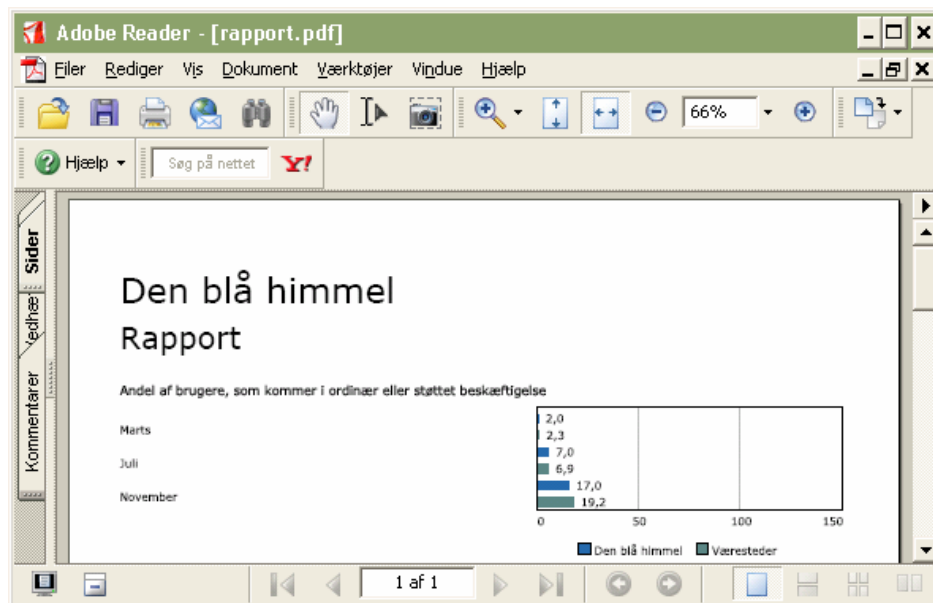 Adobe Reader - [rapport.pdf]
Filer Rediger Vis Dokument Værktøjer Vindue Hjælp
66%
Hjælp Søg på nettet Y!
Sider
Vedhæ
Kommentarer
Den blå himmel
Rapport
Andel af brugere, som kommer i ordinær eller støttet beskæftigelse
Marts
2,0
2,3
Juli
7,0
6,9
November
17,0
19,2
0 50 100 150
Den blå himmel Væresteder
1 af 1